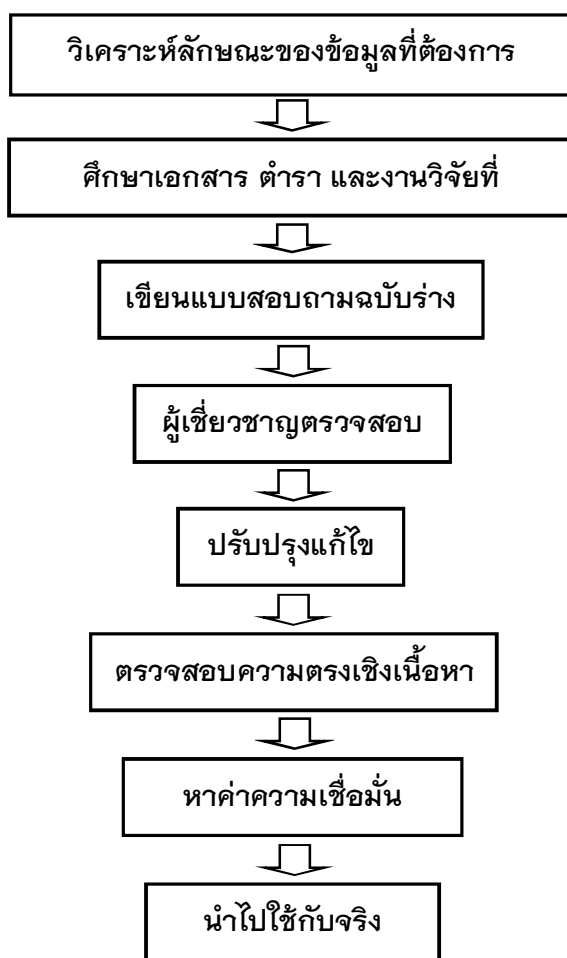 วิเคราะห์ลักษณะของข้อมูลที่ต้องการ
ศึกษาเอกสาร ตำรา และงานวิจัยที่
เขียนแบบสอบถามฉบับร่าง
ผู้เชี่ยวชาญตรวจสอบ
ปรับปรุงแก้ไข
ตรวจสอบความตรงเชิงเนื้อหา
หาค่าความเชื่อมั่น
นำไปใช้กับจริง